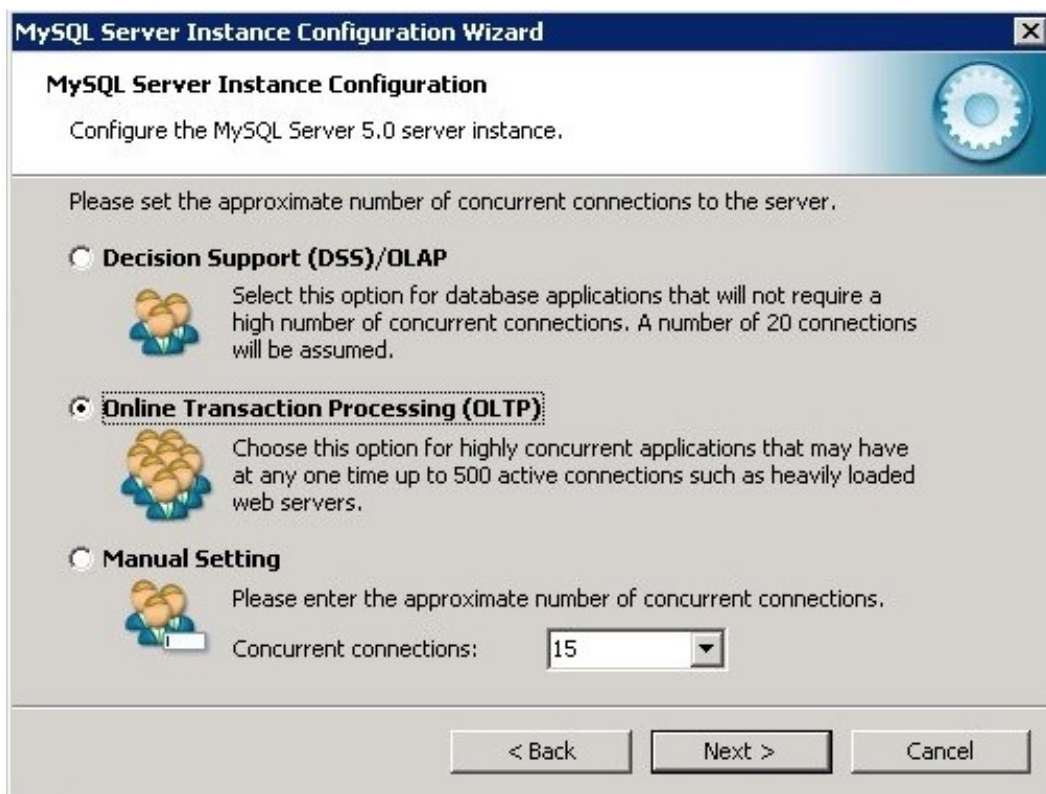 MySQL Server Instance Configuration Wizard
MySQL Server Instance Configuration
Configure the MySQL Server 5.0 server instance.
Please set the approximate number of concurrent connections to the server.
Decision Support (DSS)/OLAP
Select this option for database applications that will not require a
high number of concurrent connections. A number of 20 connections
will be assumed.
Online Transaction Processing (OLTP)
Choose this option for highly concurrent applications that may have
at any one time up to 500 active connections such as heavily loaded
web servers.
Manual Setting
Please enter the approximate number of concurrent connections.
Concurrent connections: 15
< Back Next > Cancel